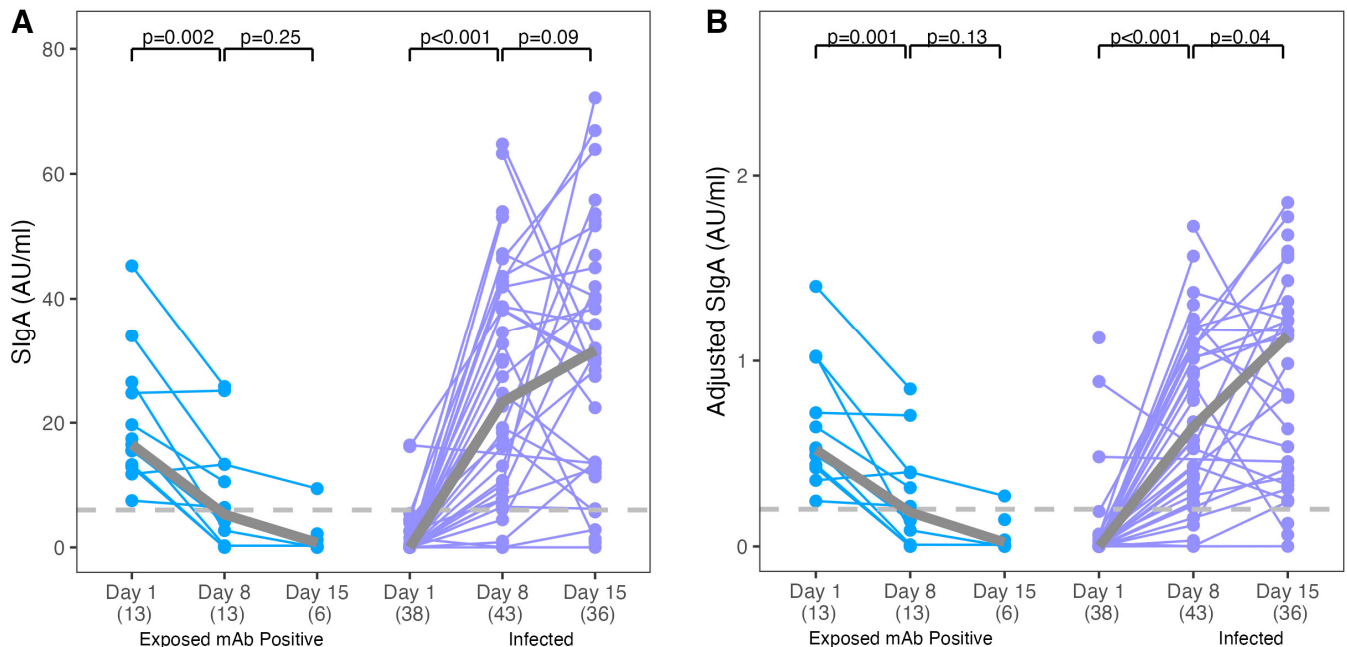 A
p=0.002 p=0.25 p<0.001 p=0.09
80
60
40
20
0
SIgA (AU/ml)
Day 1 Day 8 Day 15 Day 1 Day 8 Day 15
(13) (13) (6) (38) (43) (36)
Exposed mAb Positive Infected
B
p=0.001 p=0.13 p<0.001 p=0.04
2
1
0
Adjusted SIgA (AU/ml)
Day 1 Day 8 Day 15 Day 1 Day 8 Day 15
(13) (13) (6) (38) (43) (36)
Exposed mAb Positive Infected